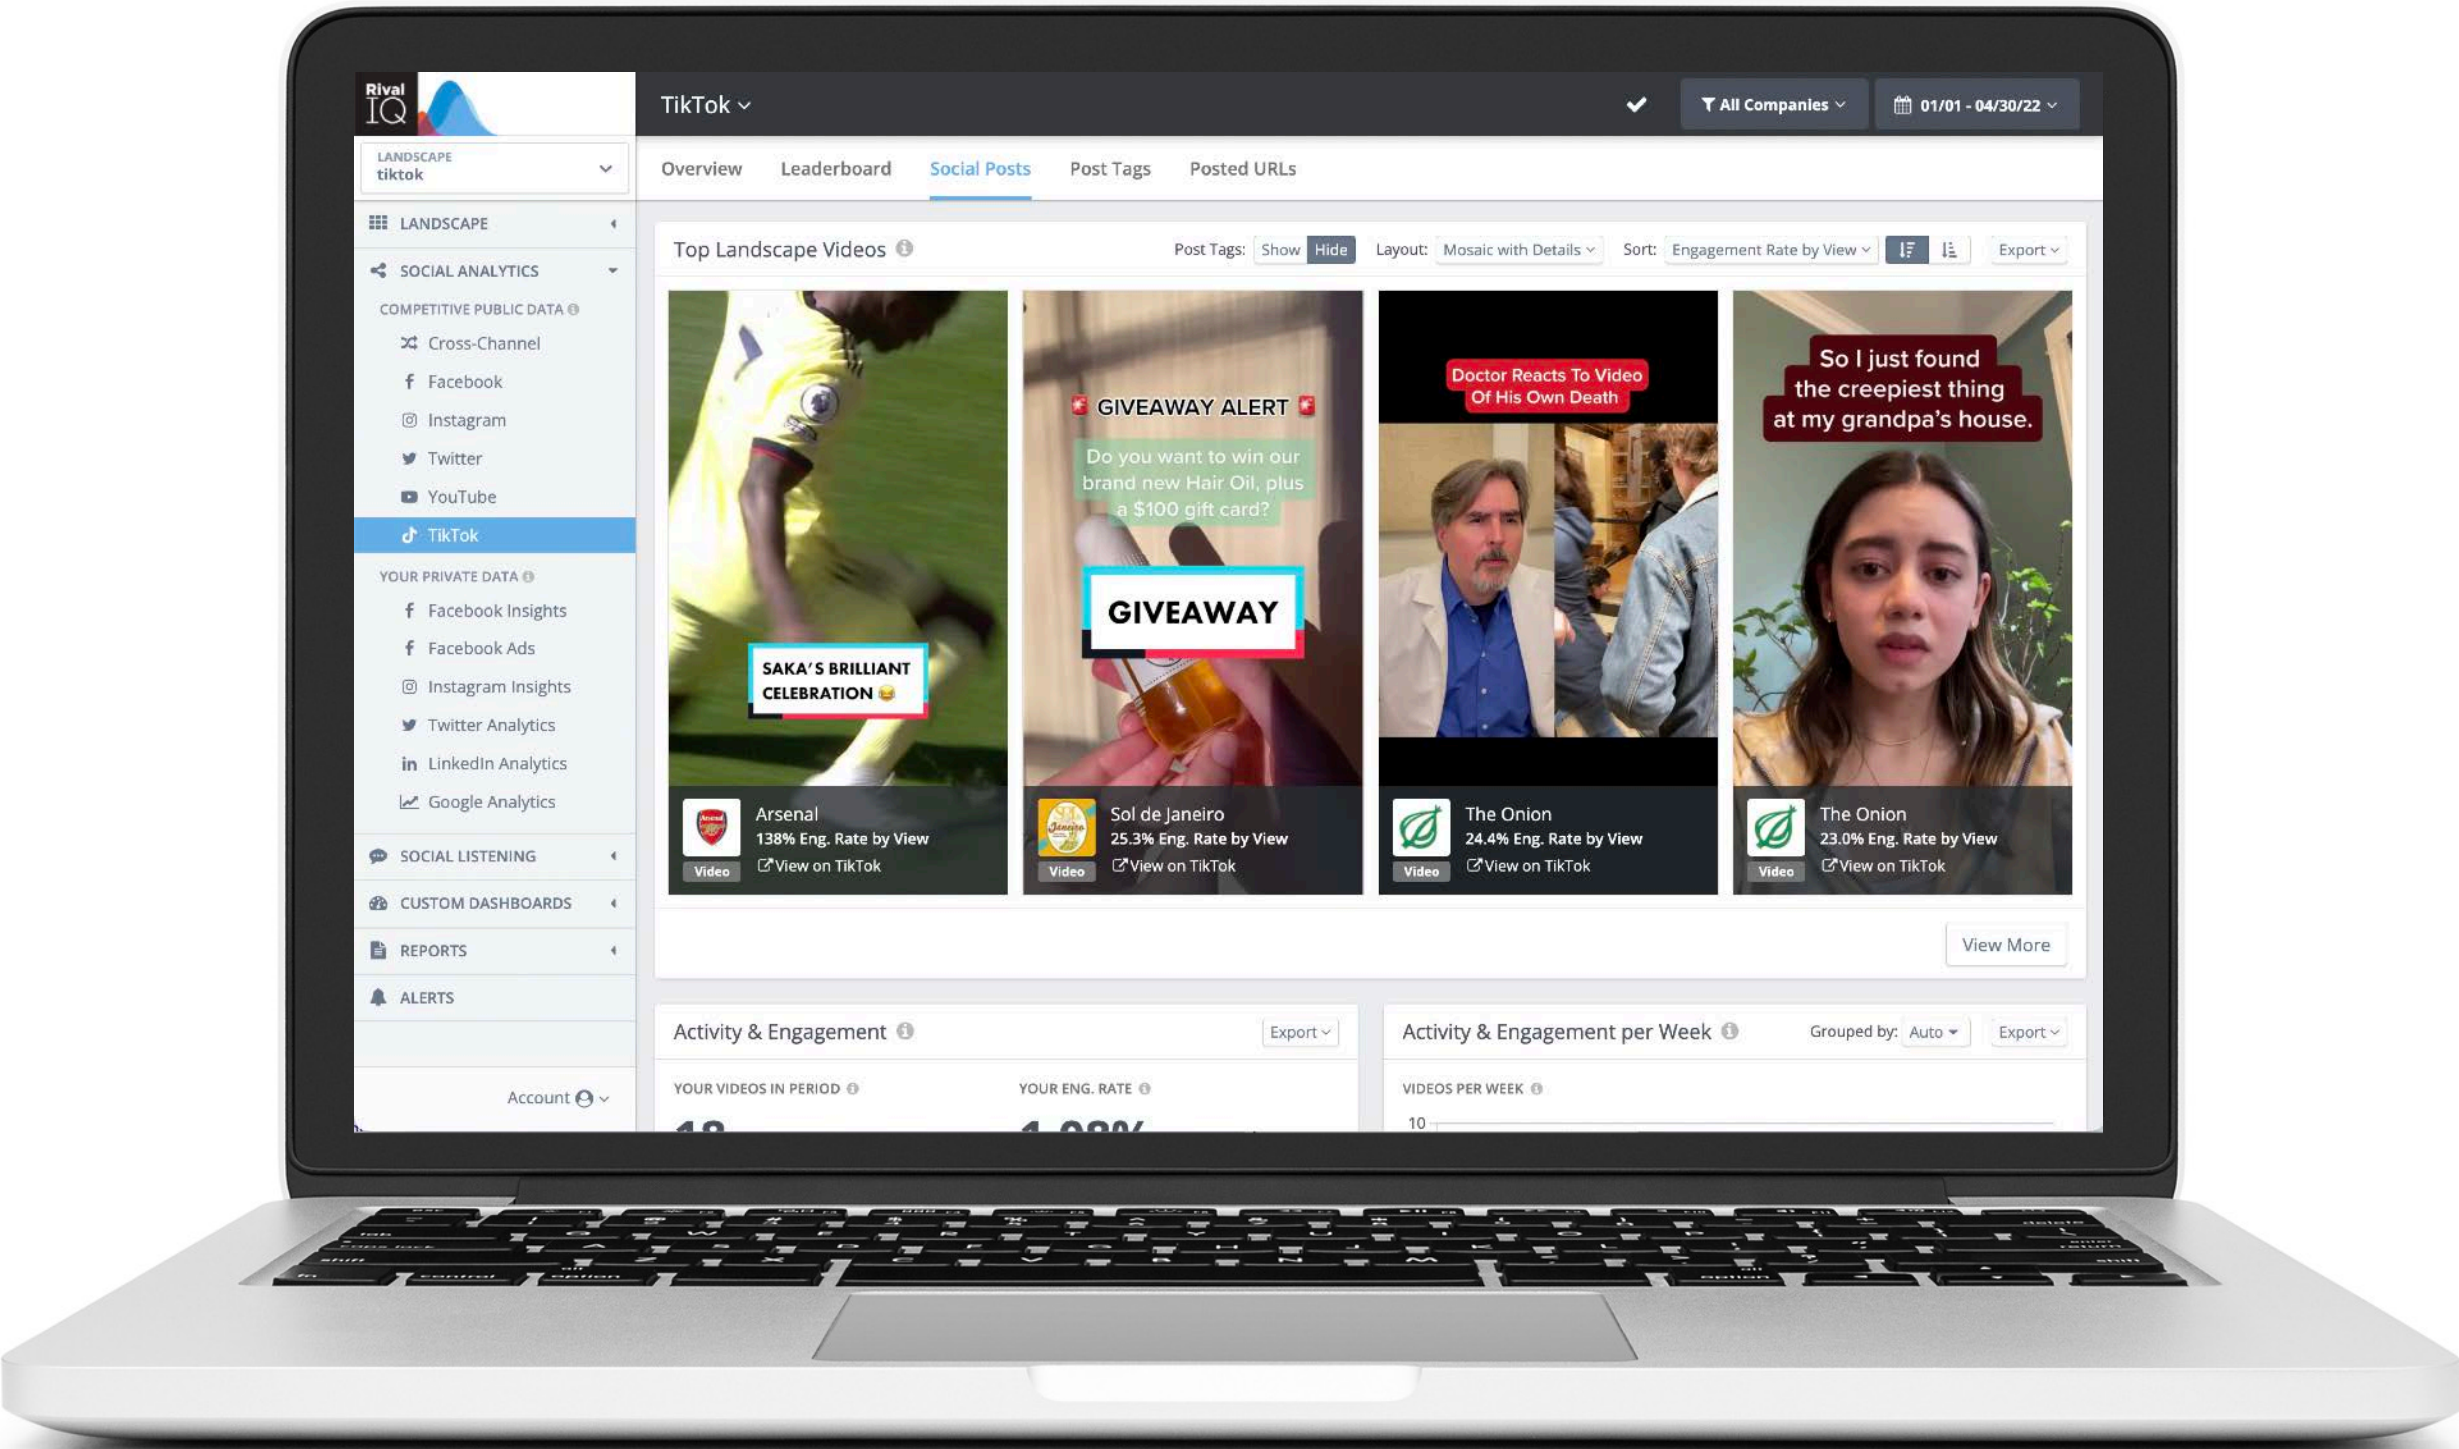 Rival
IQ
TikTok
All Companies
01/01 - 04/30/22
LANDSCAPE
tiktok
Overview Leaderboard Social Posts Post Tags Posted URLs
LANDSCAPE
SOCIAL ANALYTICS
COMPETITIVE PUBLIC DATA
Cross-Channel
Facebook
Instagram
Twitter
YouTube
TikTok
YOUR PRIVATE DATA
Facebook Insights
Facebook Ads
Instagram Insights
Twitter Analytics
LinkedIn Analytics
Google Analytics
SOCIAL LISTENING
CUSTOM DASHBOARDS
REPORTS
ALERTS
Account
Top Landscape Videos
Post Tags: Show Hide Layout: Mosaic with Details Sort: Engagement Rate by View Export
SAKA'S BRILLIANT
CELEBRATION 😂
Arsenal
138% Eng. Rate by View
View on TikTok
Video
🚨 GIVEAWAY ALERT 🚨
Do you want to win our
brand new Hair Oil, plus
a $100 gift card?
GIVEAWAY
Sol de Janeiro
25.3% Eng. Rate by View
View on TikTok
Video
Doctor Reacts To Video
Of His Own Death
The Onion
24.4% Eng. Rate by View
View on TikTok
Video
So I just found
the creepiest thing
at my grandpa's house.
The Onion
23.0% Eng. Rate by View
View on TikTok
Video
View More
Activity & Engagement Export
YOUR VIDEOS IN PERIOD YOUR ENG. RATE
Activity & Engagement per Week Grouped by: Auto Export
VIDEOS PER WEEK
10